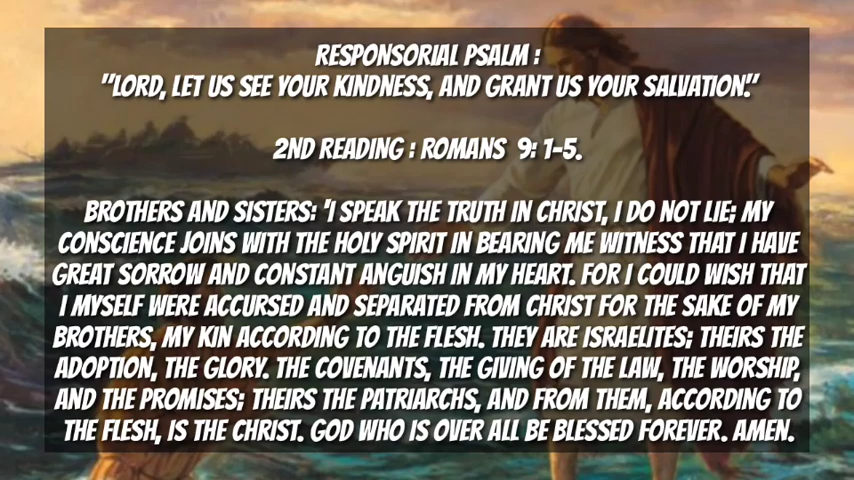 RESPONSORIAL PSALM :
"LORD, LET US SEE YOUR KINDNESS, AND GRANT US YOUR SALVATION."
2ND READING : ROMANS 9: 1-5.
BROTHERS AND SISTERS: "I SPEAK THE TRUTH IN CHRIST, I DO NOT LIE; MY
CONSCIENCE JOINS WITH THE HOLY SPIRIT IN BEARING ME WITNESS THAT I HAVE
GREAT SORROW AND CONSTANT ANGUISH IN MY HEART. FOR I COULD WISH THAT
I MYSELF WERE ACCURSED AND SEPARATED FROM CHRIST FOR THE SAKE OF MY
BROTHERS, MY KIN ACCORDING TO THE FLESH. THEY ARE ISRAELITES; THEIRS THE
ADOPTION, THE GLORY. THE COVENANTS, THE GIVING OF THE LAW, THE WORSHIP,
AND THE PROMISES; THEIRS THE PATRIARCHS, AND FROM THEM, ACCORDING TO
THE FLESH, IS THE CHRIST. GOD WHO IS OVER ALL BE BLESSED FOREVER. AMEN.